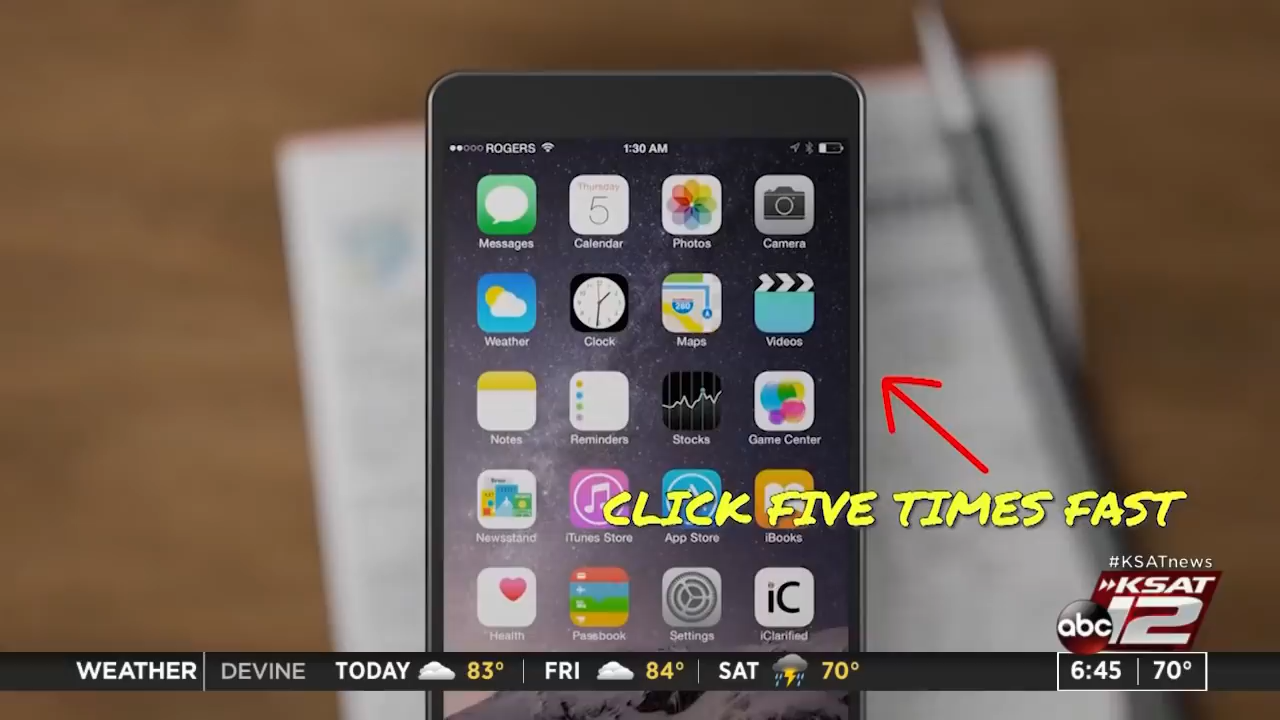 ROGERS 1:30 AM
Thursday
5
Messages Calendar Photos Camera
280
Weather Clock Maps Videos
Notes Reminders Stocks Game Center
CLICK FIVE TIMES FAST
Newsstand iTunes Store App Store iBooks
#KSATnews
KSAT
abc 12
iC
Health Passbook Settings iClarified
WEATHER DEVINE TODAY 83° FRI 84° SAT 70° 6:45 70°